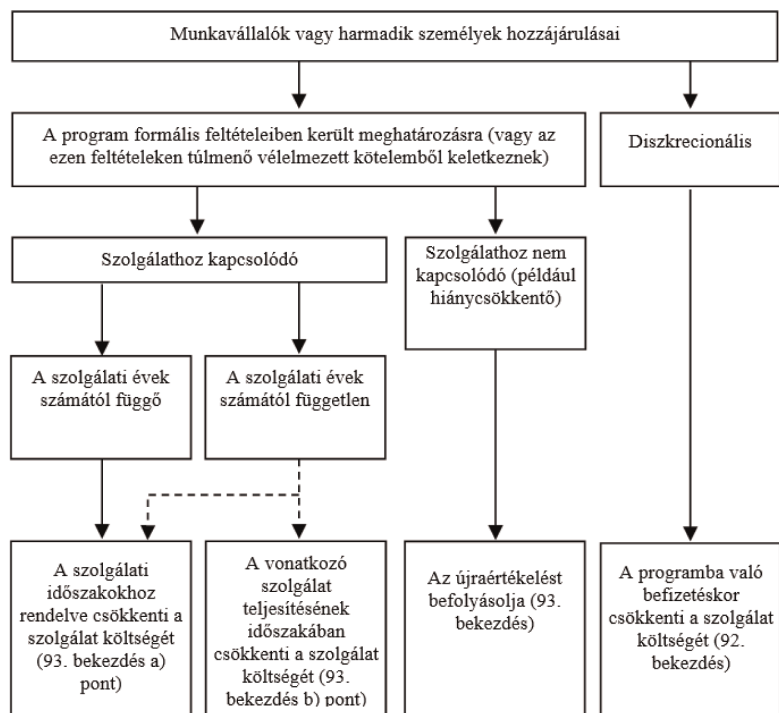 Munkavállalók vagy harmadik személyek hozzájárulásai
A program formális feltételeiben került meghatározásra (vagy az
ezen feltételeken túlmenő vélelmezett kötelemből keletkeznek)
Diszkrecionális
Szolgálathoz kapcsolódó
Szolgálathoz nem
kapcsolódó (például
hiánycsökkentő)
A szolgálati évek
számától függő
A szolgálati évek
számától független
A szolgálati
időszakokhoz
rendelve csökkenti a
szolgálat költségét
(93. bekezdés a)
pont)
A vonatkozó
szolgálat
teljesítésének
időszakában
csökkenti a szolgálat
költségét (93.
bekezdés b) pont)
Az újraértékelést
befolyásolja (93.
bekezdés)
A programba való
befizetéskor
csökkenti a szolgálat
költségét (92.
bekezdés)